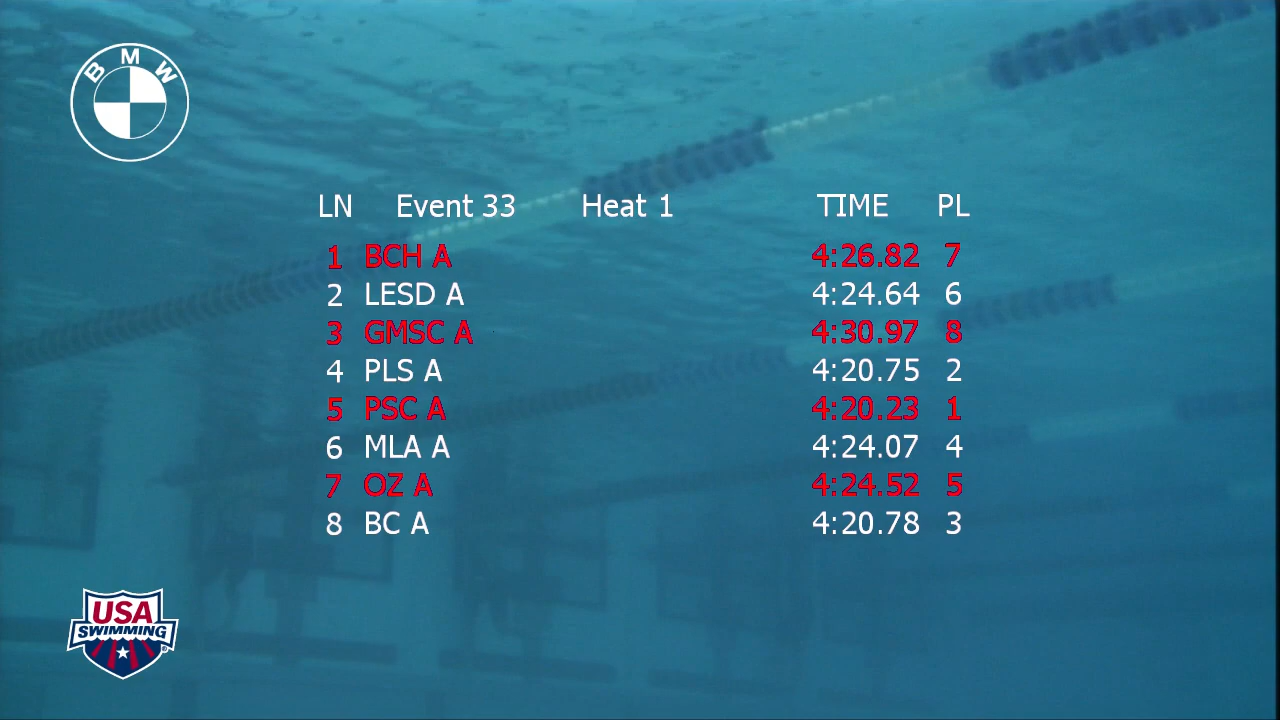 BMW
LN Event 33 Heat 1 TIME PL
1 BCH A 4:26.82 7
2 LESD A 4:24.64 6
3 GMSC A 4:30.97 8
4 PLS A 4:20.75 2
5 PSC A 4:20.23 1
6 MLA A 4:24.07 4
7 OZ A 4:24.52 5
8 BC A 4:20.78 3
USA
SWIMMING